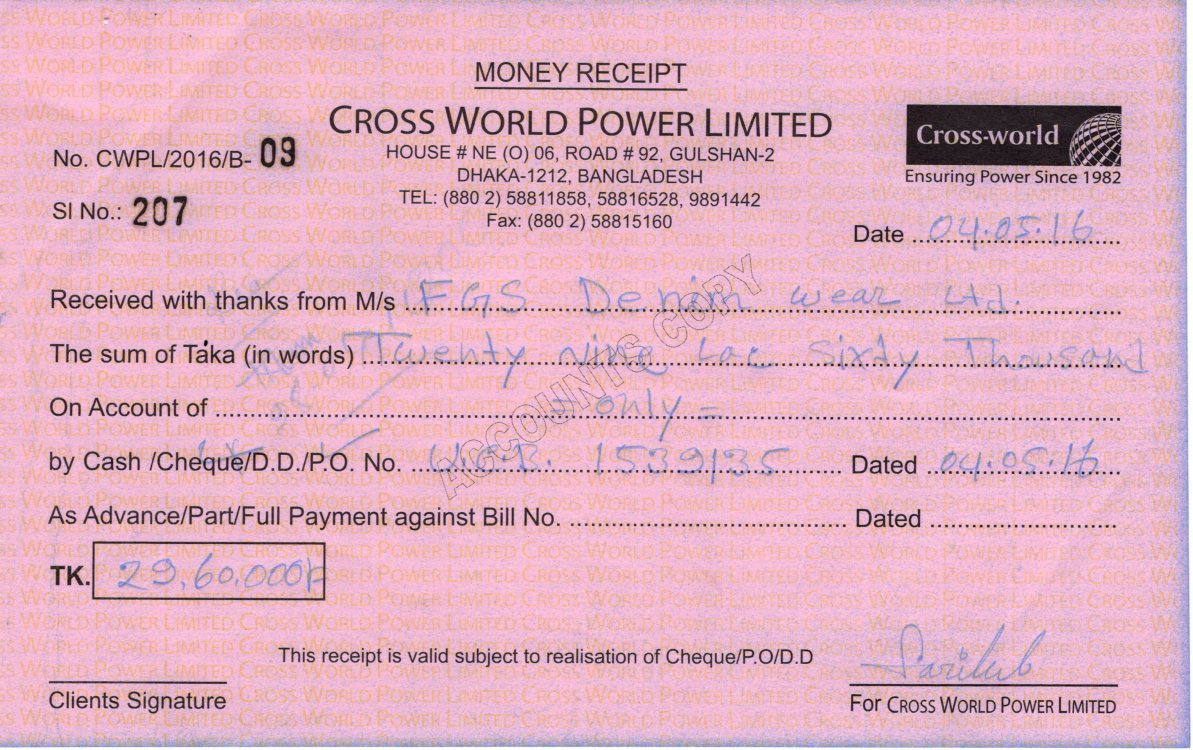 MONEY RECEIPT
CROSS WORLD POWER LIMITED
HOUSE # NE (O) 06, ROAD # 92, GULSHAN-2
DHAKA-1212, BANGLADESH
TEL: (880 2) 58811858, 58816528, 9891442
Fax: (880 2) 58815160
No. CWPL/2016/B- 09
Sl No.: 207
Cross-world
Ensuring Power Since 1982
Date 04.05.16
Received with thanks from M/s FGS Denim wear Ltd.
The sum of Taka (in words) Twenty nine Lac Sixty Thousand
On Account of only =
by Cash /Cheque/D.D./P.O. No. 1539135 Dated 04.05.16
ACCOUNTS COPY
As Advance/Part/Full Payment against Bill No. Dated
TK. 29,60,000/
This receipt is valid subject to realisation of Cheque/P.O/D.D
Clients Signature
For CROSS WORLD POWER LIMITED